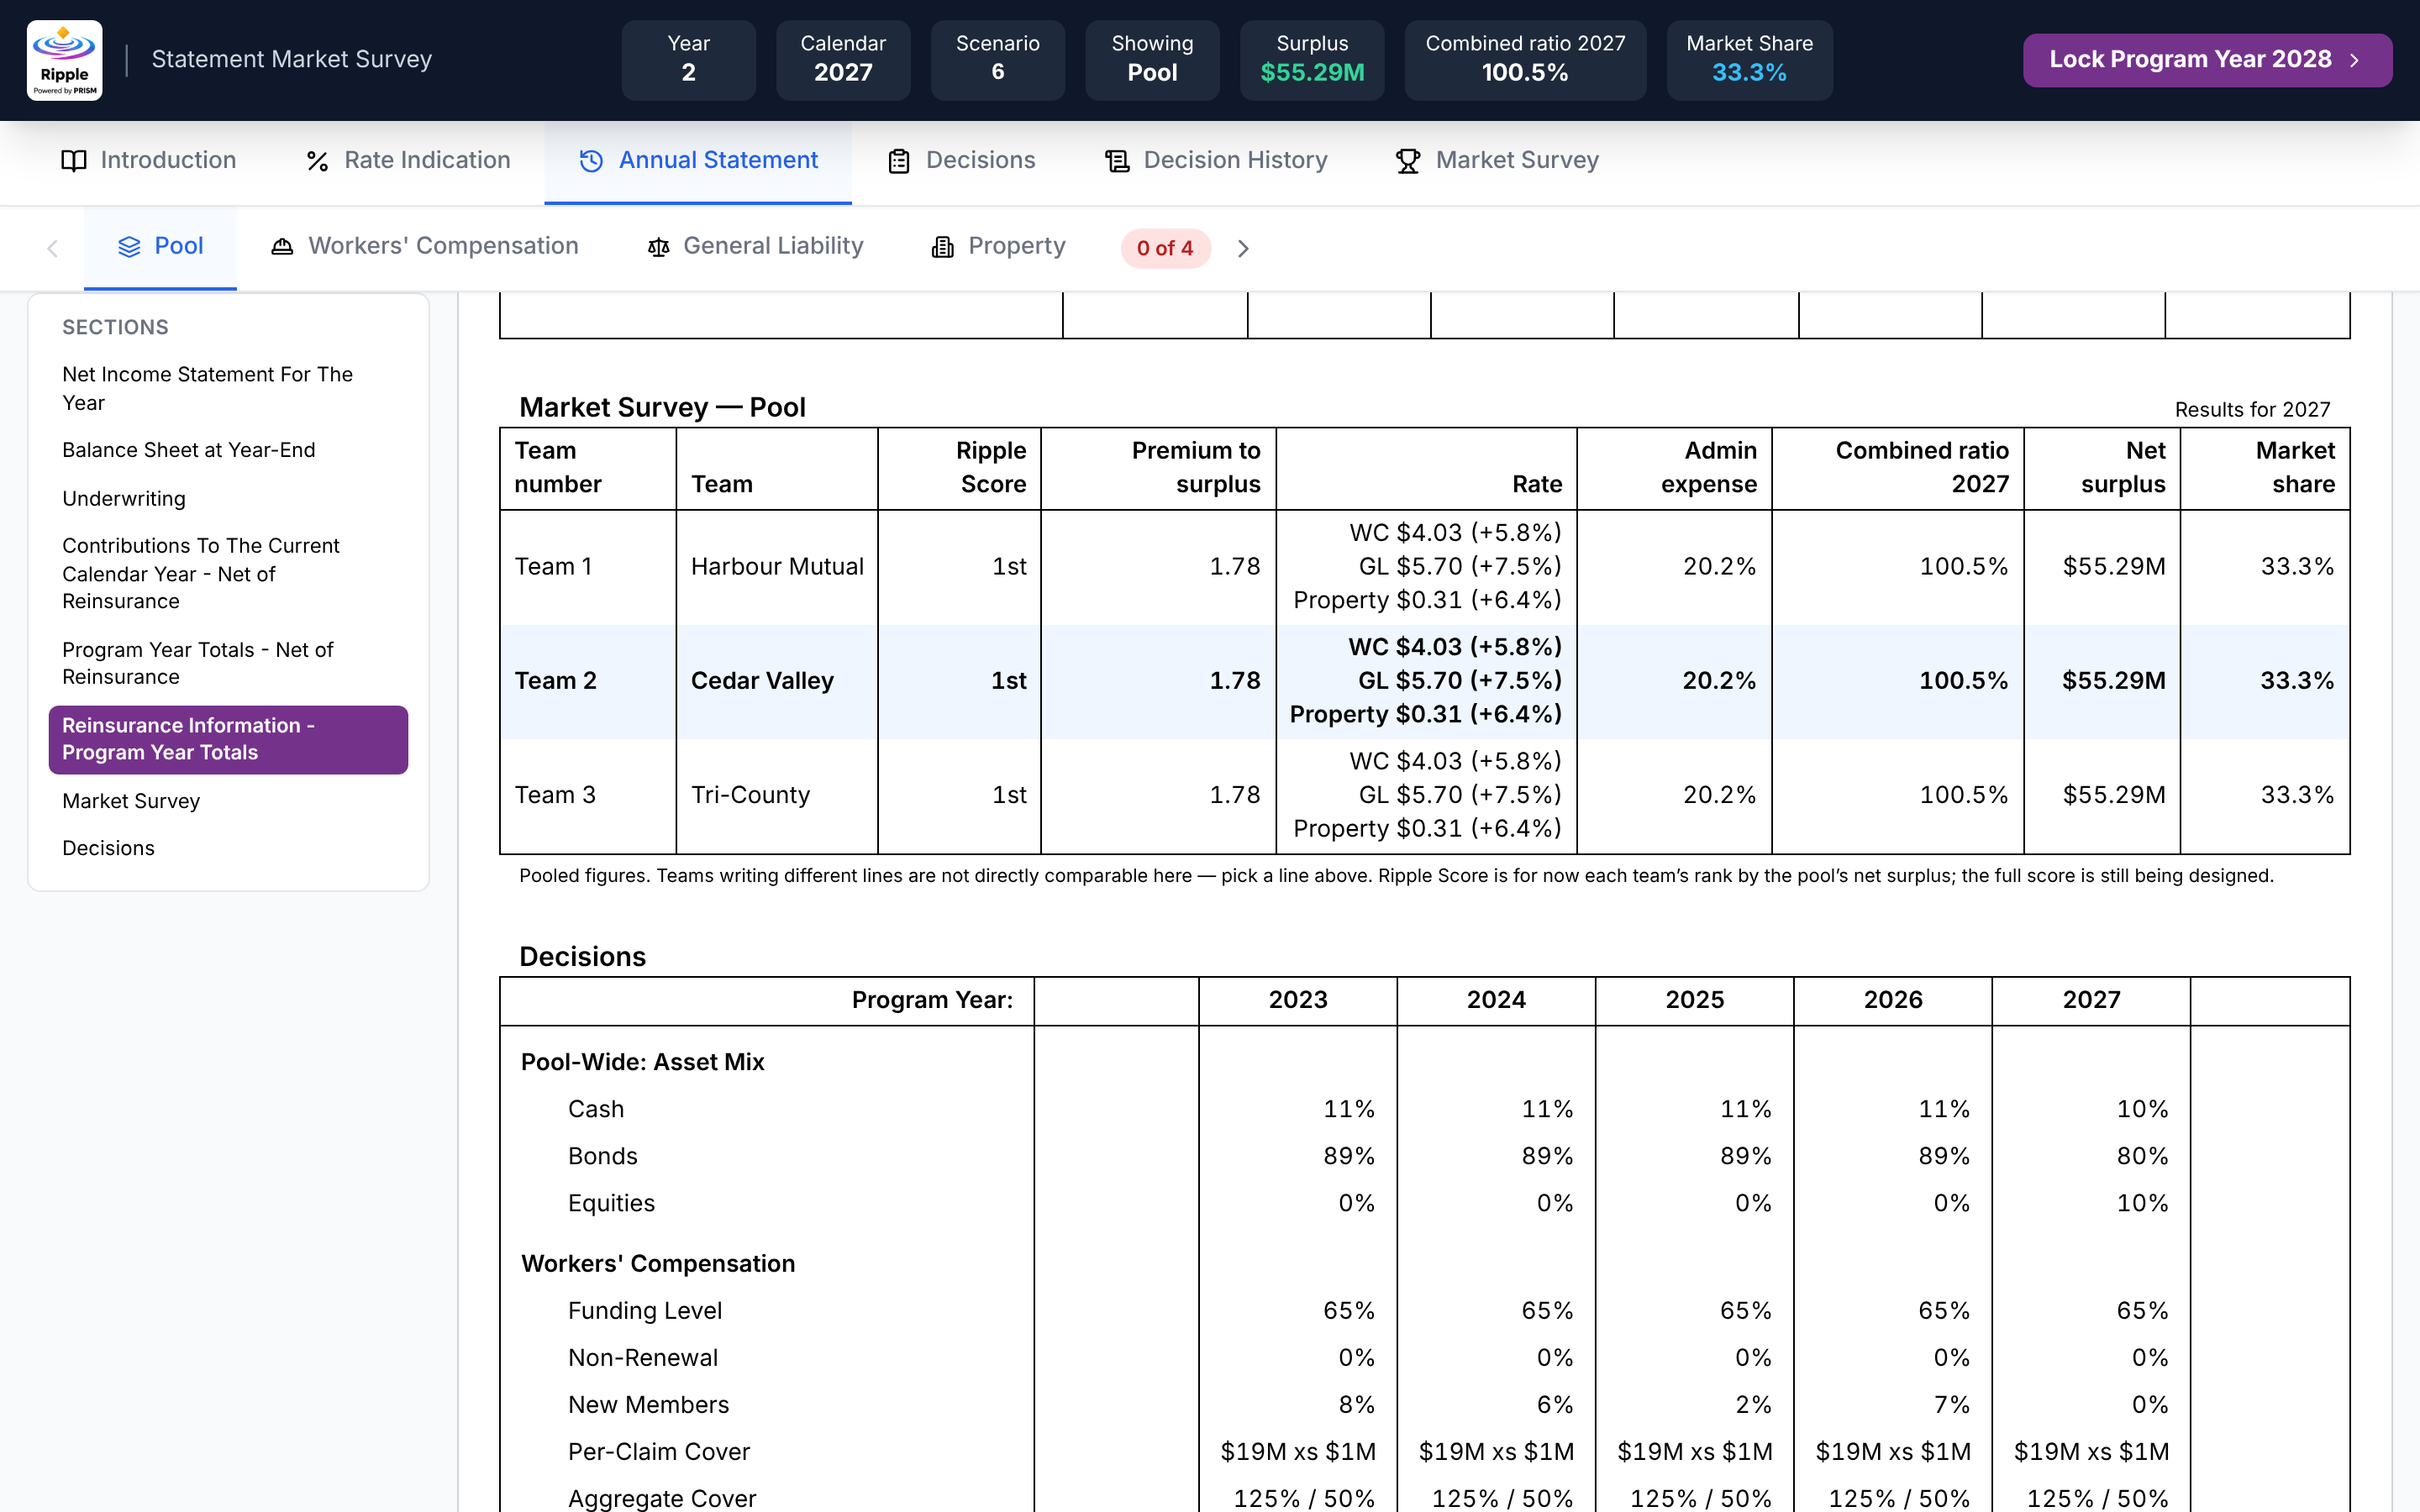 Ripple
Powered by PRISM
Statement Market Survey
Year
2
Calendar
2027
Scenario
6
Showing
Pool
Surplus
$55.29M
Combined ratio 2027
100.5%
Market Share
33.3%
Lock Program Year 2028
Introduction
Rate Indication
Annual Statement
Decisions
Decision History
Market Survey
Pool
Workers' Compensation
General Liability
Property
0 of 4
SECTIONS
Net Income Statement For The
Year
Balance Sheet at Year-End
Underwriting
Contributions To The Current
Calendar Year - Net of
Reinsurance
Program Year Totals - Net of
Reinsurance
Reinsurance Information -
Program Year Totals
Market Survey
Decisions
Market Survey — Pool
Results for 2027
Team number | Team | Ripple Score | Premium to surplus | Rate | Admin expense | Combined ratio 2027 | Net surplus | Market share
WC $4.03 (+5.8%)
Team 1 Harbour Mutual 1st 1.78 GL $5.70 (+7.5%) 20.2% 100.5% $55.29M 33.3%
Property $0.31 (+6.4%)
WC $4.03 (+5.8%)
Team 2 Cedar Valley 1st 1.78 GL $5.70 (+7.5%) 20.2% 100.5% $55.29M 33.3%
Property $0.31 (+6.4%)
WC $4.03 (+5.8%)
Team 3 Tri-County 1st 1.78 GL $5.70 (+7.5%) 20.2% 100.5% $55.29M 33.3%
Property $0.31 (+6.4%)
Pooled figures. Teams writing different lines are not directly comparable here — pick a line above. Ripple Score is for now each team’s rank by the pool’s net surplus; the full score is still being designed.
Decisions
Program Year: 2023 2024 2025 2026 2027
Pool-Wide: Asset Mix
Cash 11% 11% 11% 11% 10%
Bonds 89% 89% 89% 89% 80%
Equities 0% 0% 0% 0% 10%
Workers' Compensation
Funding Level 65% 65% 65% 65% 65%
Non-Renewal 0% 0% 0% 0% 0%
New Members 8% 6% 2% 7% 0%
Per-Claim Cover $19M xs $1M $19M xs $1M $19M xs $1M $19M xs $1M $19M xs $1M
Aggregate Cover 125% / 50% 125% / 50% 125% / 50% 125% / 50% 125% / 50%